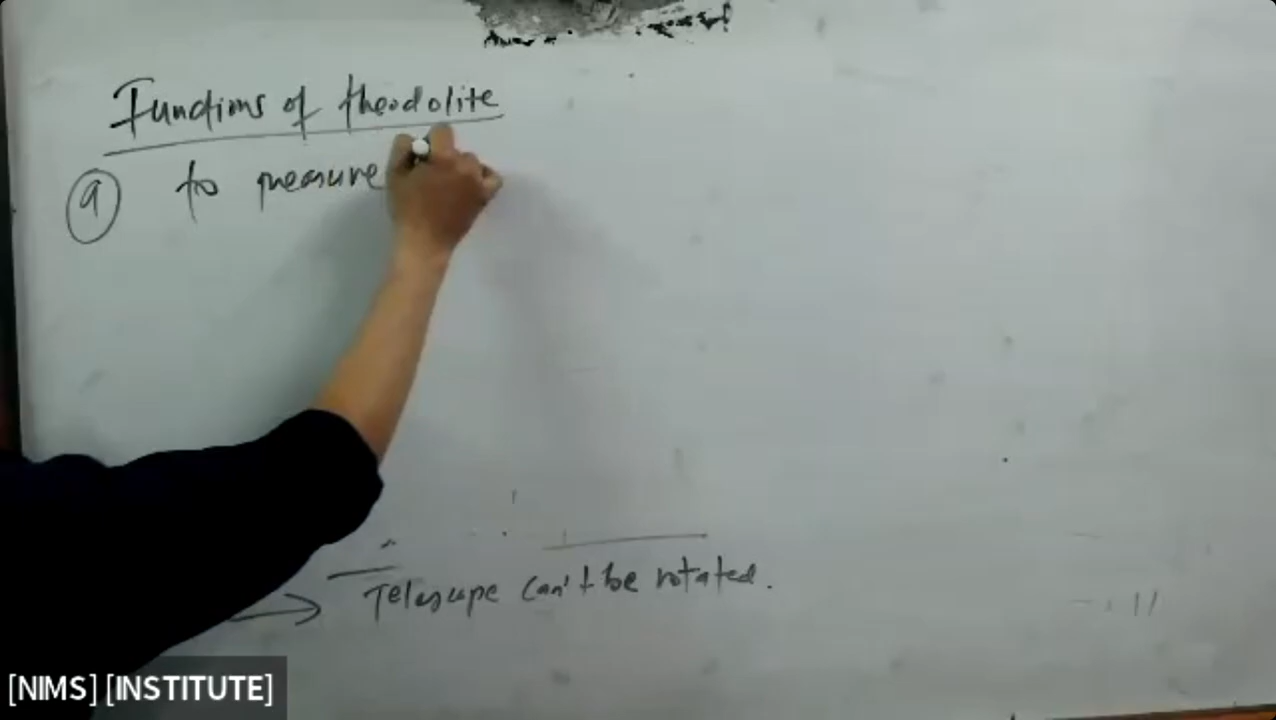 Functions of theodolite
a to measure
Telescope can't be rotated.
[NIMS] [INSTITUTE]